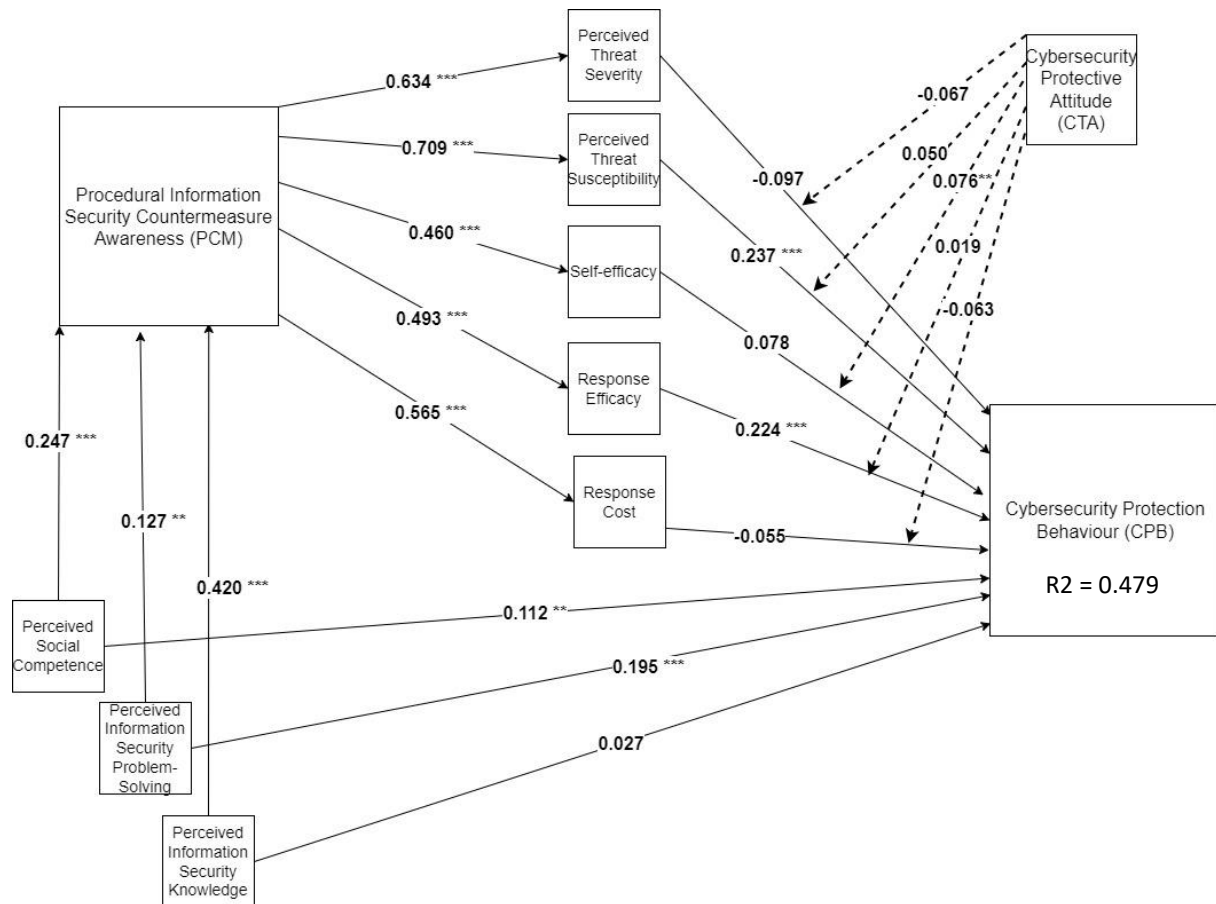 Perceived
Threat
Severity
Cybersecurity
Protective
Attitude
(CTA)
0.634 ***
-0.067
Perceived
Threat
Susceptibility
0.709 ***
0.050
-0.097
0.076**
Procedural Information
Security Countermeasure
Awareness (PCM)
0.460 ***
Self-efficacy
0.237 ***
0.019
-0.063
0.493 ***
0.078
Response
Efficacy
0.565 ***
0.224 ***
0.247 ***
Response
Cost
-0.055
Cybersecurity Protection
Behaviour (CPB)
R2 = 0.479
0.127 **
0.420 ***
0.112 **
Perceived
Social
Competence
0.195 ***
Perceived
Information
Security
Problem-
Solving
0.027
Perceived
Information
Security
Knowledge